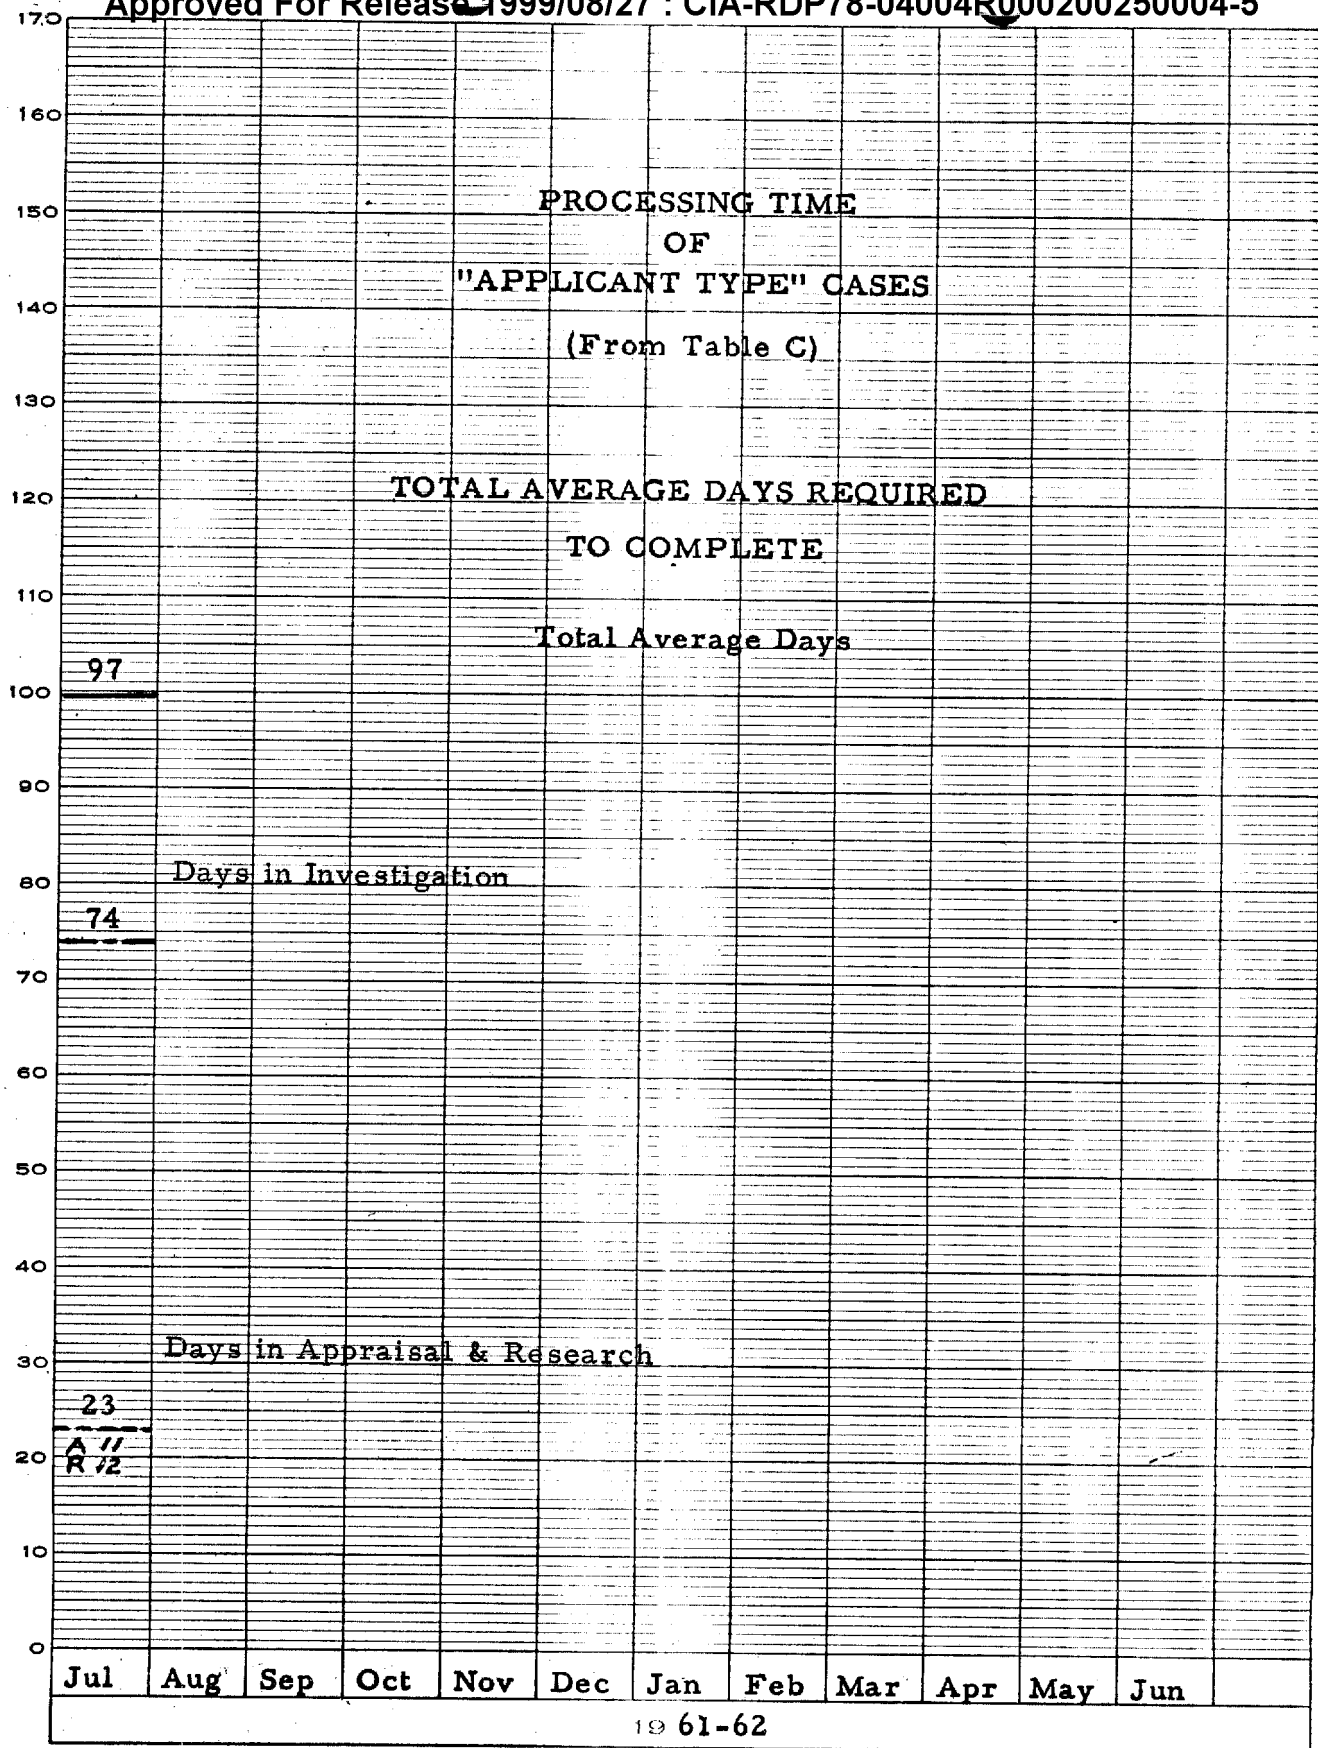 Approved For Release 1999/08/27 : CIA-RDP78-04004R000200250004-5
170
160
150
PROCESSING TIME
OF
"APPLICANT TYPE" CASES
140
(From Table C)
130
120
TOTAL AVERAGE DAYS REQUIRED
TO COMPLETE
110
Total Average Days
97
100
90
Days in Investigation
80
74
70
60
50
40
Days in Appraisal & Research
30
23
A 11
20
R 12
10
0
Jul Aug Sep Oct Nov Dec Jan Feb Mar Apr May Jun
19 61-62